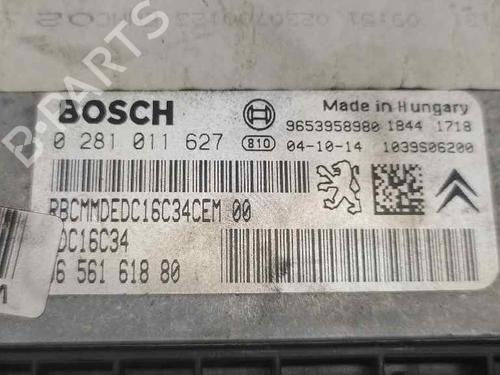 BOSCH
Made in Hungary
9653958980 1844 1718
0 281 011 627
810
04-10-14
1039S06200
RBCMMDEDC16C34CEM 00
DC16C34
6 561 618 80
B-PARTS